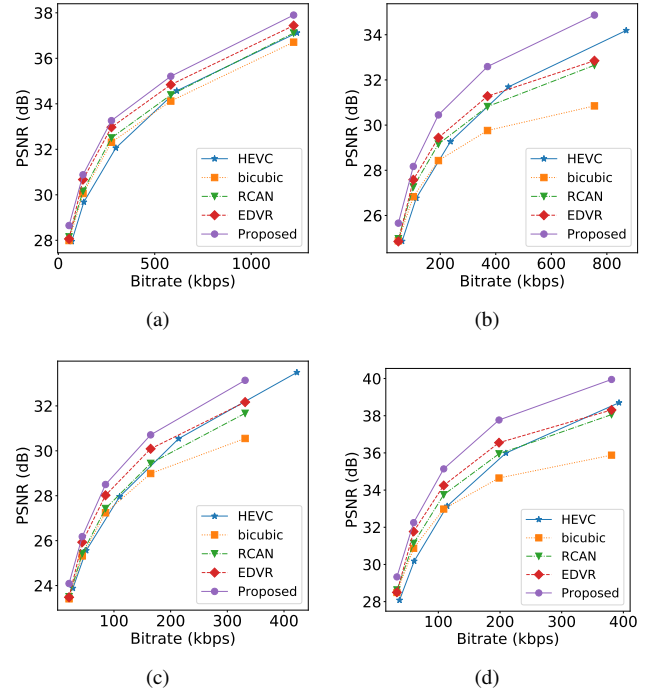 38
36
34
32
30
28
PSNR (dB)
HEVC
bicubic
RCAN
EDVR
Proposed
0 500 1000
Bitrate (kbps)
(a)
34
32
30
28
26
PSNR (dB)
HEVC
bicubic
RCAN
EDVR
Proposed
200 400 600 800
Bitrate (kbps)
(b)
32
30
28
26
24
PSNR (dB)
HEVC
bicubic
RCAN
EDVR
Proposed
100 200 300 400
Bitrate (kbps)
(c)
40
38
36
34
32
30
28
PSNR (dB)
HEVC
bicubic
RCAN
EDVR
Proposed
100 200 300 400
Bitrate (kbps)
(d)